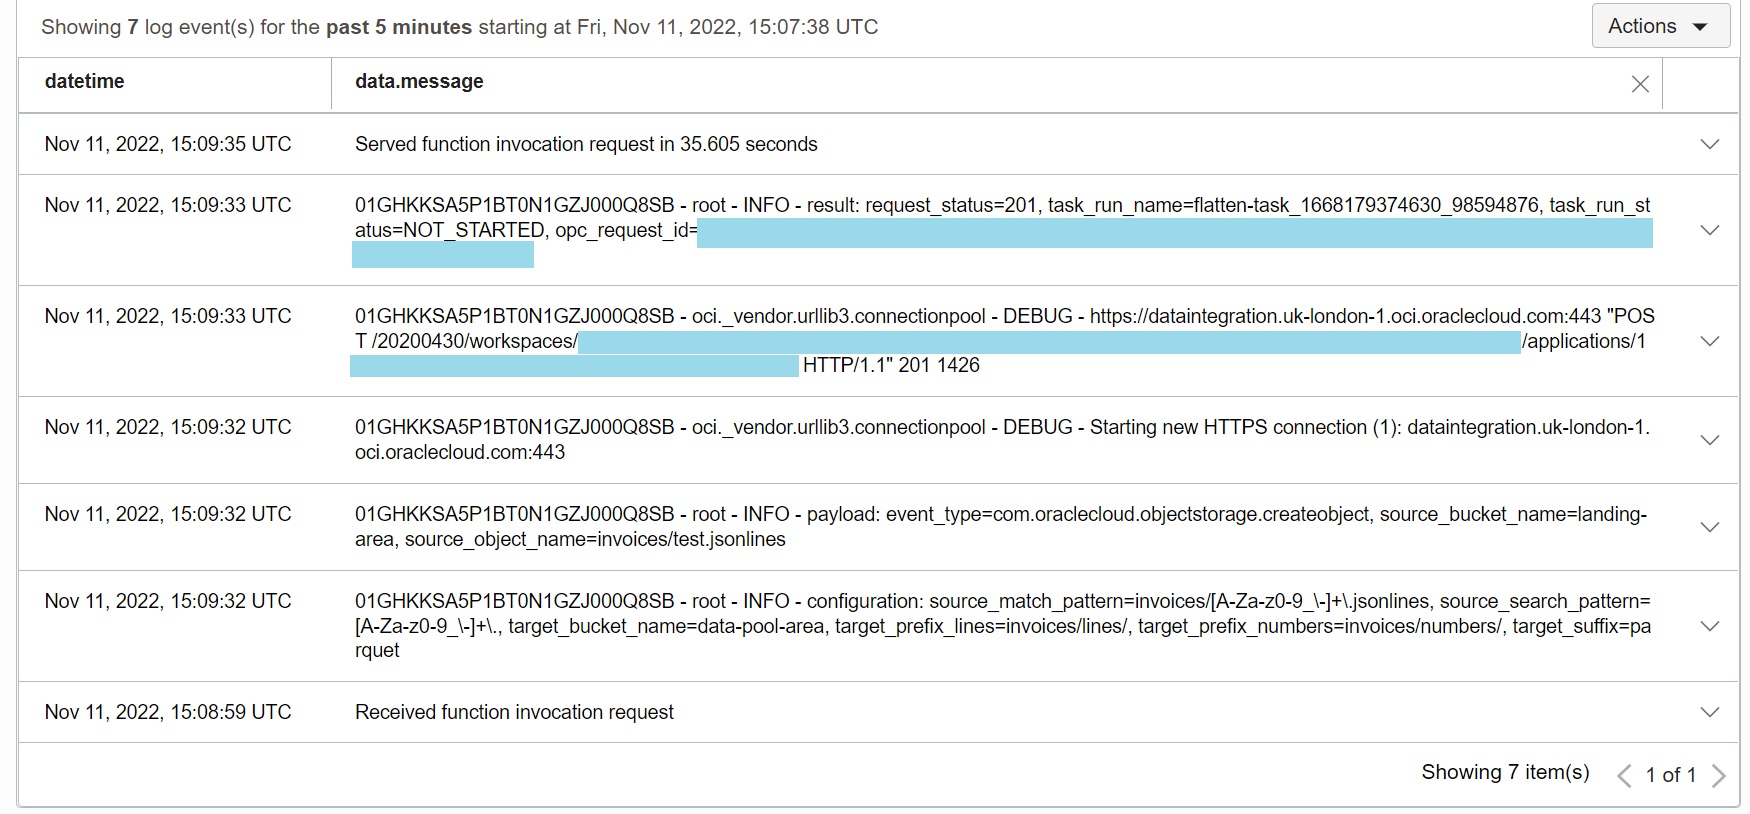 Showing 7 log event(s) for the past 5 minutes starting at Fri, Nov 11, 2022, 15:07:38 UTC
Actions
datetime
data.message
Nov 11, 2022, 15:09:35 UTC
Served function invocation request in 35.605 seconds
Nov 11, 2022, 15:09:33 UTC
01GHKKSA5P1BT0N1GZJ000Q8SB - root - INFO - result: request_status=201, task_run_name=flatten-task_1668179374630_98594876, task_run_st
atus=NOT_STARTED, opc_request_id=
Nov 11, 2022, 15:09:33 UTC
01GHKKSA5P1BT0N1GZJ000Q8SB - oci._vendor.urllib3.connectionpool - DEBUG - https://dataintegration.uk-london-1.oci.oraclecloud.com:443 "POS
T /20200430/workspaces/ /applications/1
HTTP/1.1" 201 1426
Nov 11, 2022, 15:09:32 UTC
01GHKKSA5P1BT0N1GZJ000Q8SB - oci._vendor.urllib3.connectionpool - DEBUG - Starting new HTTPS connection (1): dataintegration.uk-london-1.
oci.oraclecloud.com:443
Nov 11, 2022, 15:09:32 UTC
01GHKKSA5P1BT0N1GZJ000Q8SB - root - INFO - payload: event_type=com.oraclecloud.objectstorage.createobject, source_bucket_name=landing-
area, source_object_name=invoices/test.jsonlines
Nov 11, 2022, 15:09:32 UTC
01GHKKSA5P1BT0N1GZJ000Q8SB - root - INFO - configuration: source_match_pattern=invoices/[A-Za-z0-9_\-]+\.jsonlines, source_search_pattern=
[A-Za-z0-9_\-]+\., target_bucket_name=data-pool-area, target_prefix_lines=invoices/lines/, target_prefix_numbers=invoices/numbers/, target_suffix=pa
rquet
Nov 11, 2022, 15:08:59 UTC
Received function invocation request
Showing 7 item(s)
1 of 1